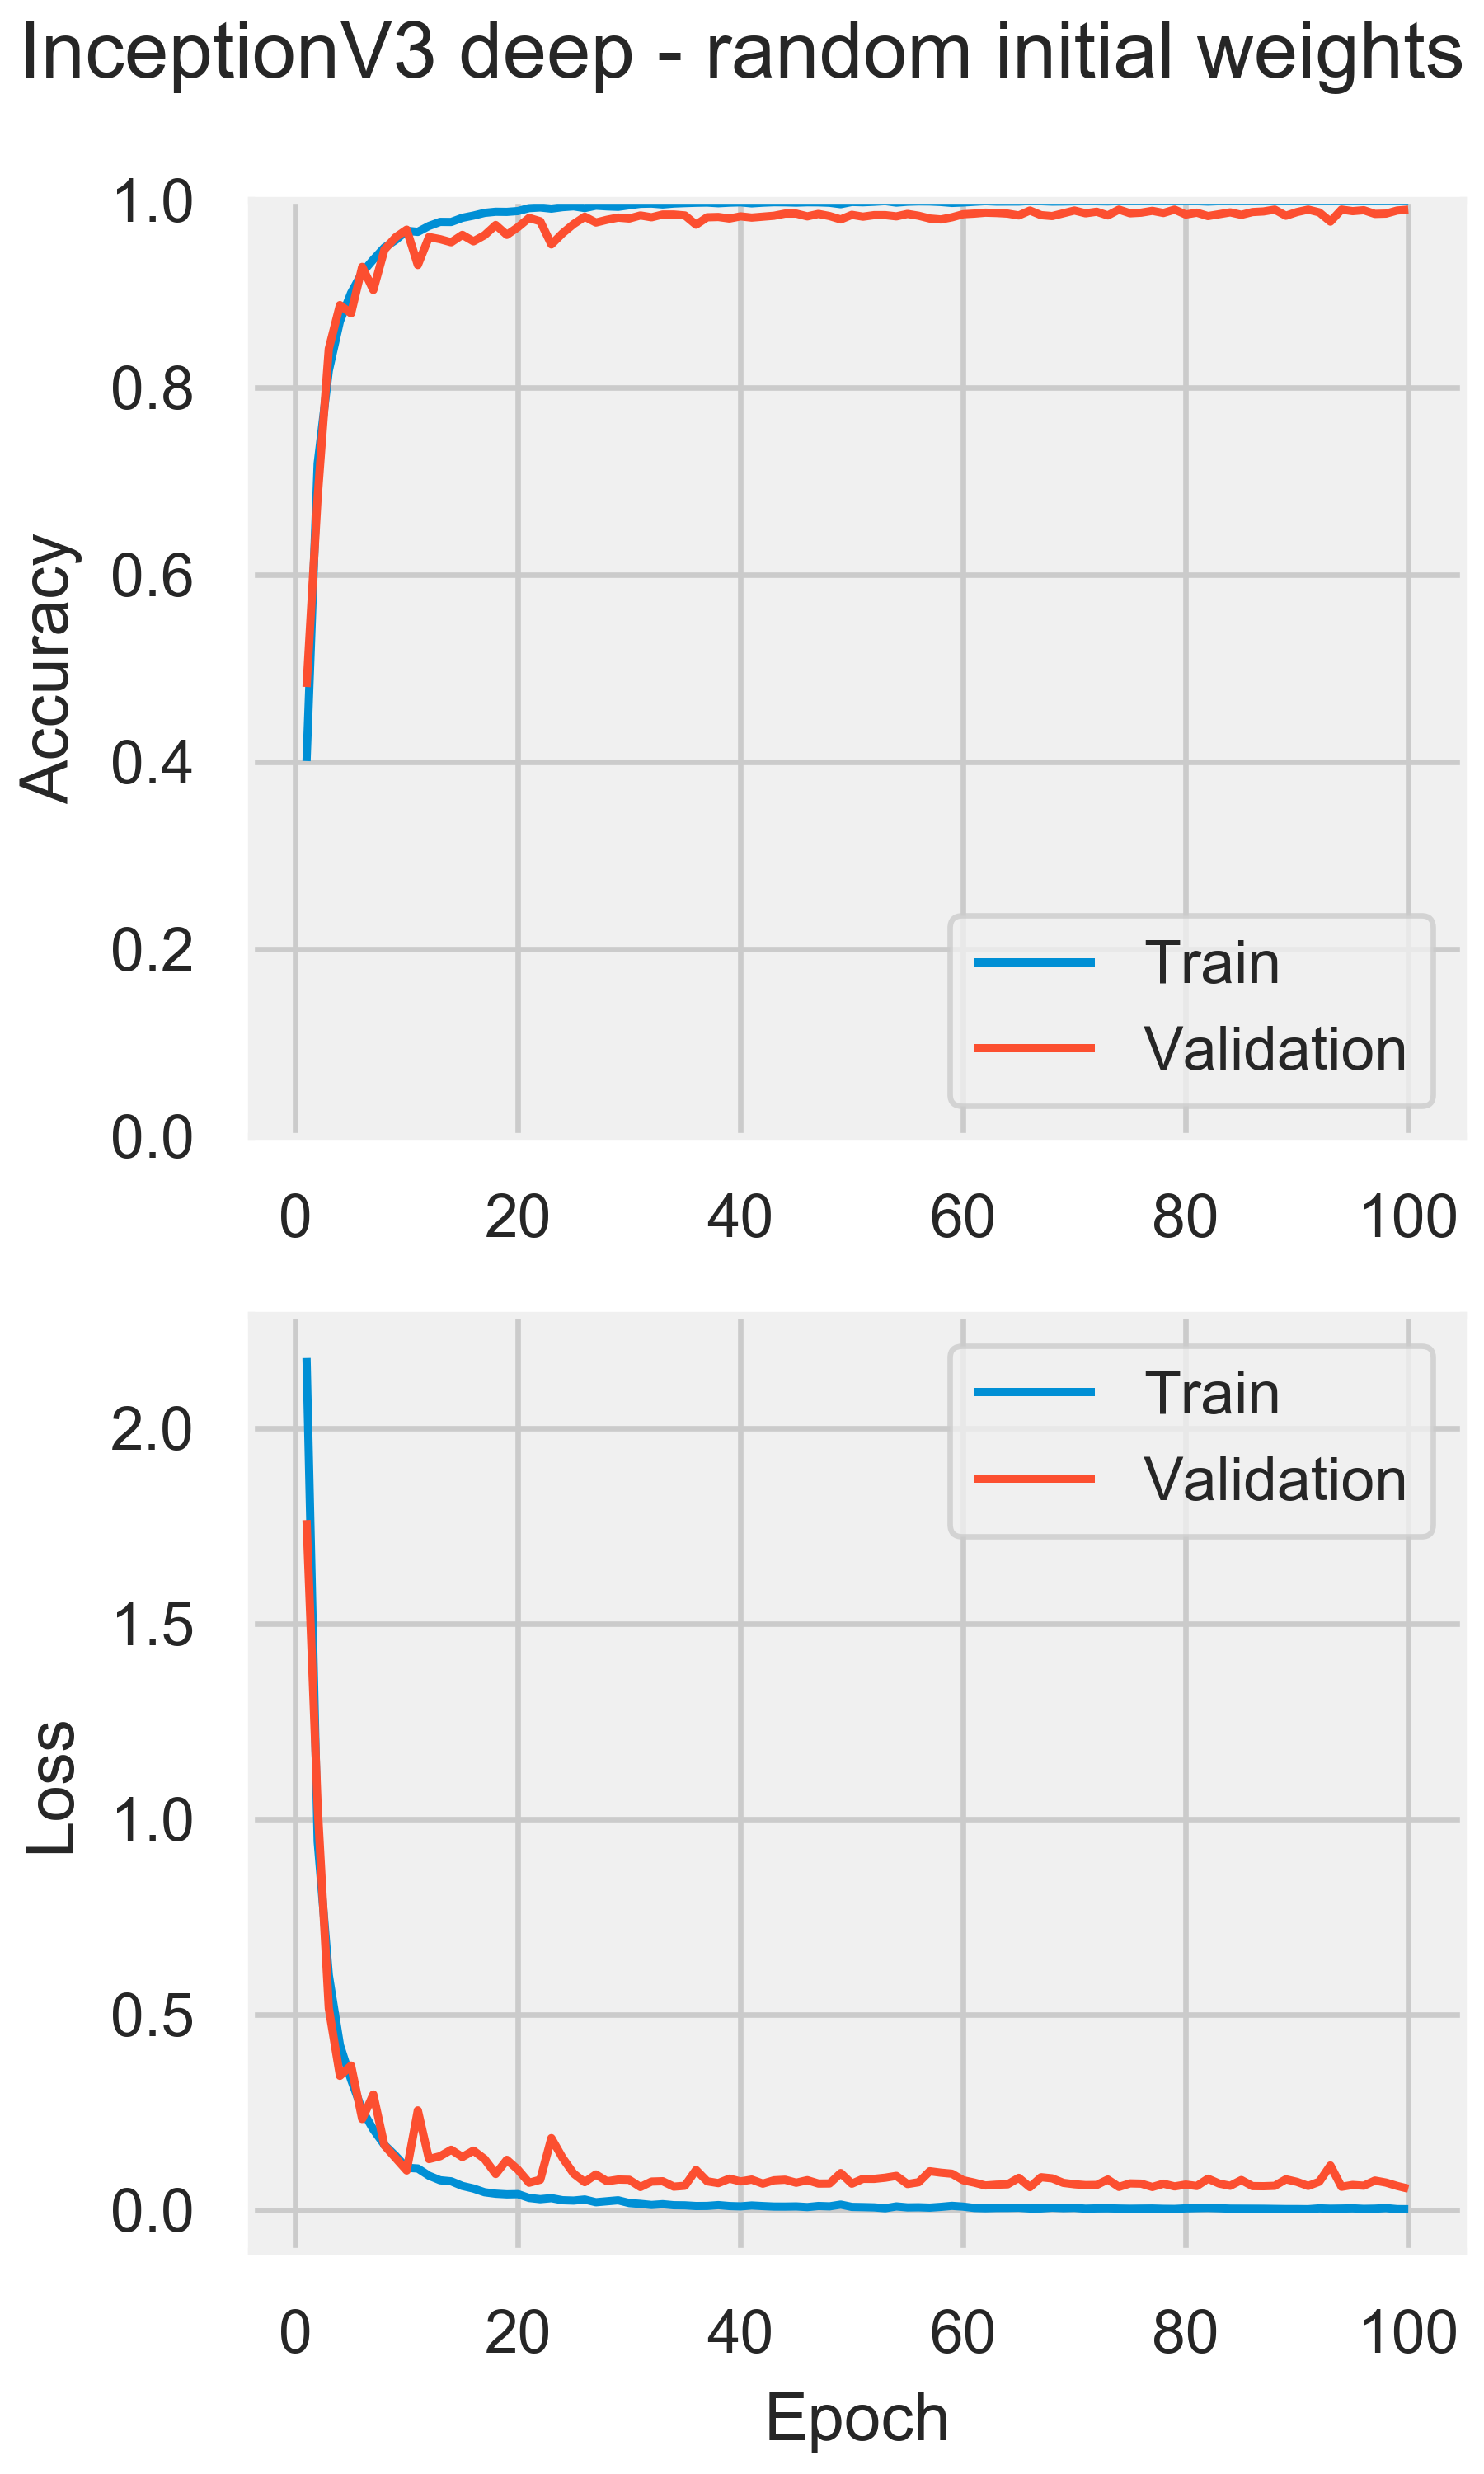 InceptionV3 deep - random initial weights
1.0
0.8
0.6
0.4
0.2
0.0
Accuracy
Train
Validation
0 20 40 60 80 100
2.0
1.5
1.0
0.5
0.0
Loss
Train
Validation
0 20 40 60 80 100
Epoch